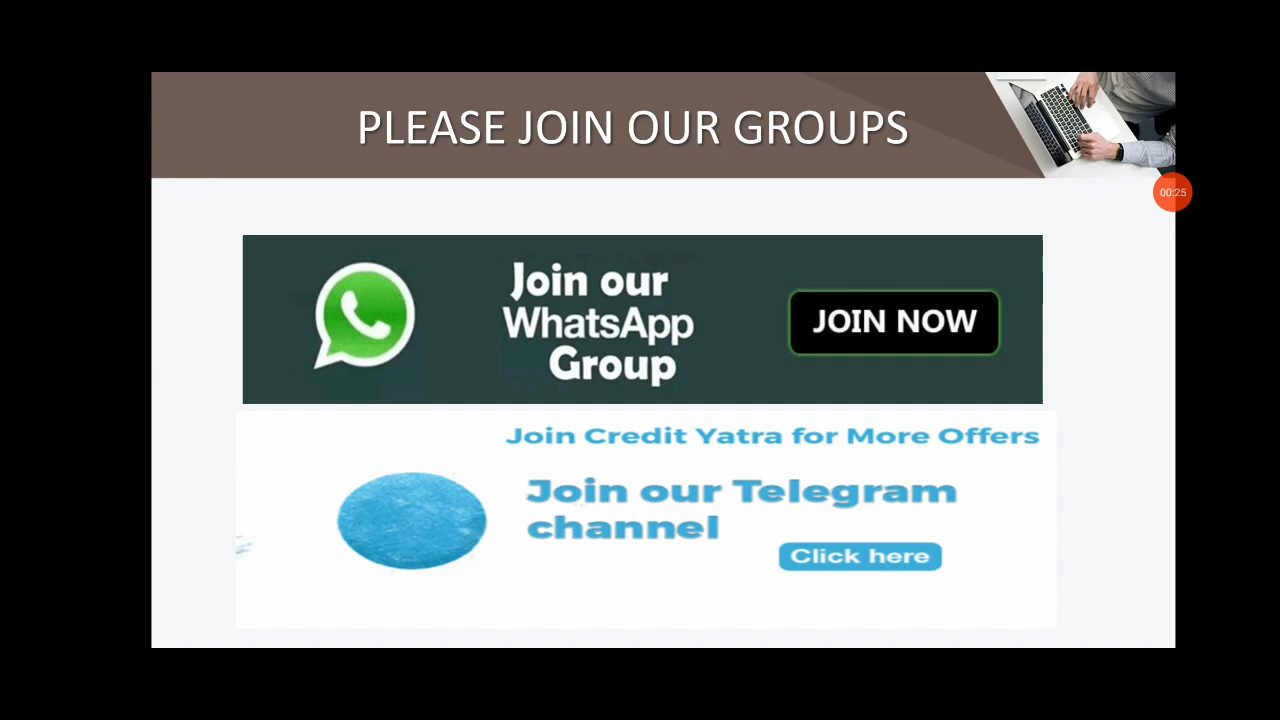 PLEASE JOIN OUR GROUPS
00:25
Join our
WhatsApp
Group
JOIN NOW
Join Credit Yatra for More Offers
Join our Telegram
channel
Click here